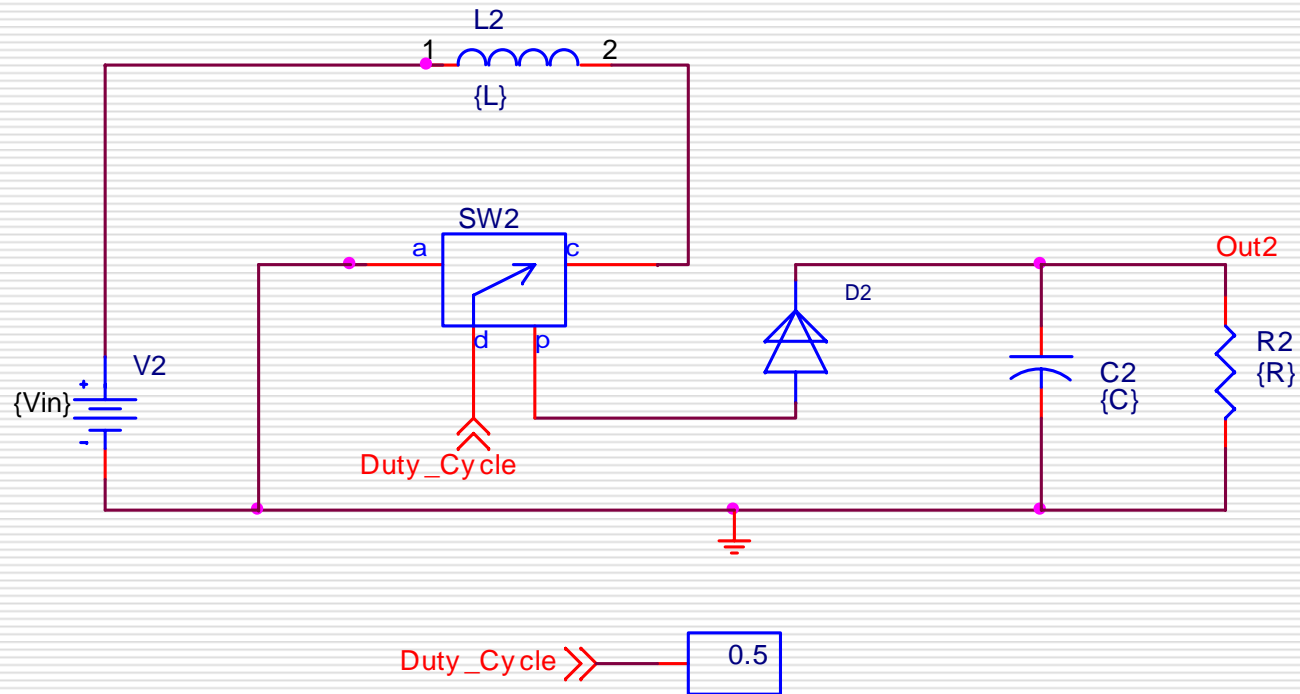 L2
1
2
{L}
SW2
a
c
d
p
Out2
D2
V2
+
{Vin}
-
R2
{R}
C2
{C}
Duty_Cycle
Duty_Cycle
0.5